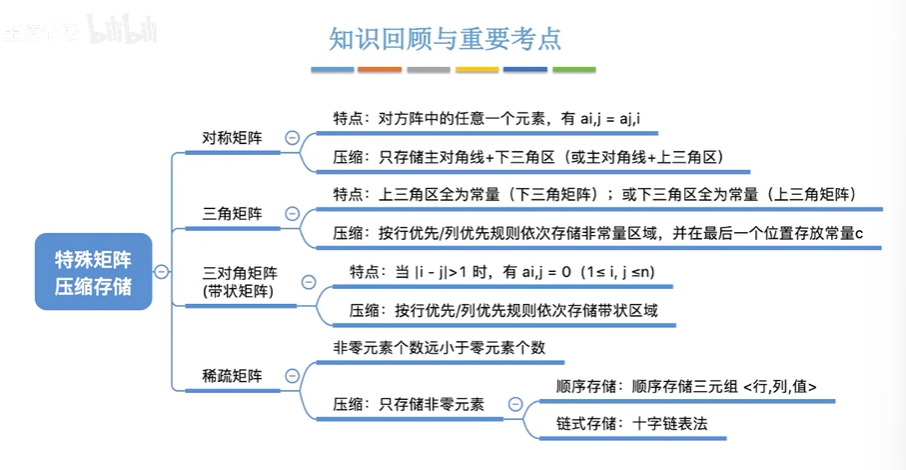 bilibili
知识回顾与重要考点
对称矩阵
特点：对方阵中的任意一个元素，有 ai,j = aj,i
压缩：只存储主对角线+下三角区（或主对角线+上三角区）
三角矩阵
特点：上三角区全为常量（下三角矩阵）；或下三角区全为常量（上三角矩阵）
压缩：按行优先/列优先规则依次存储非常量区域，并在最后一个位置存放常量c
特殊矩阵
压缩存储
三对角矩阵
(带状矩阵)
特点：当 |i - j|>1 时，有 ai,j = 0（1≤ i, j ≤n）
压缩：按行优先/列优先规则依次存储带状区域
稀疏矩阵
非零元素个数远小于零元素个数
压缩：只存储非零元素
顺序存储：顺序存储三元组 <行,列,值>
链式存储：十字链表法